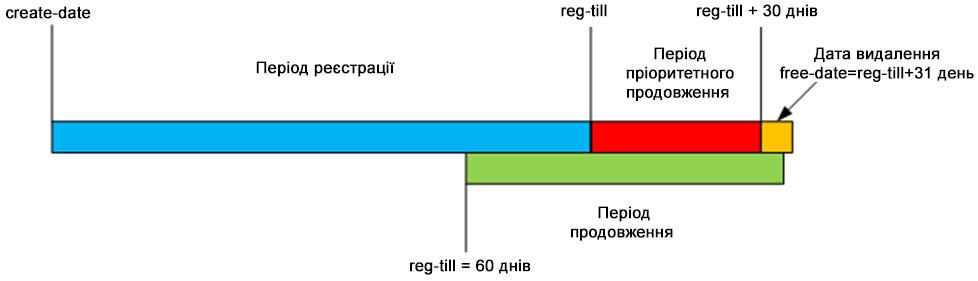 create-date
reg-till
reg-till + 30 днів
Період реєстрації
Період
пріоритетного
продовження
Дата видалення
free-date=reg-till+31 день
Період
продовження
reg-till = 60 днів